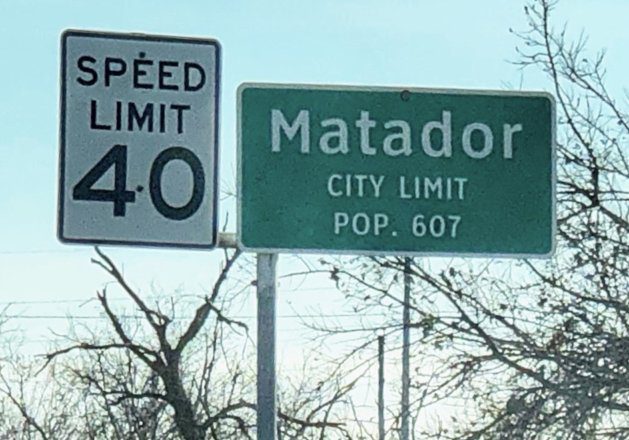 SPEED
LIMIT
40
Matador
CITY LIMIT
POP. 607